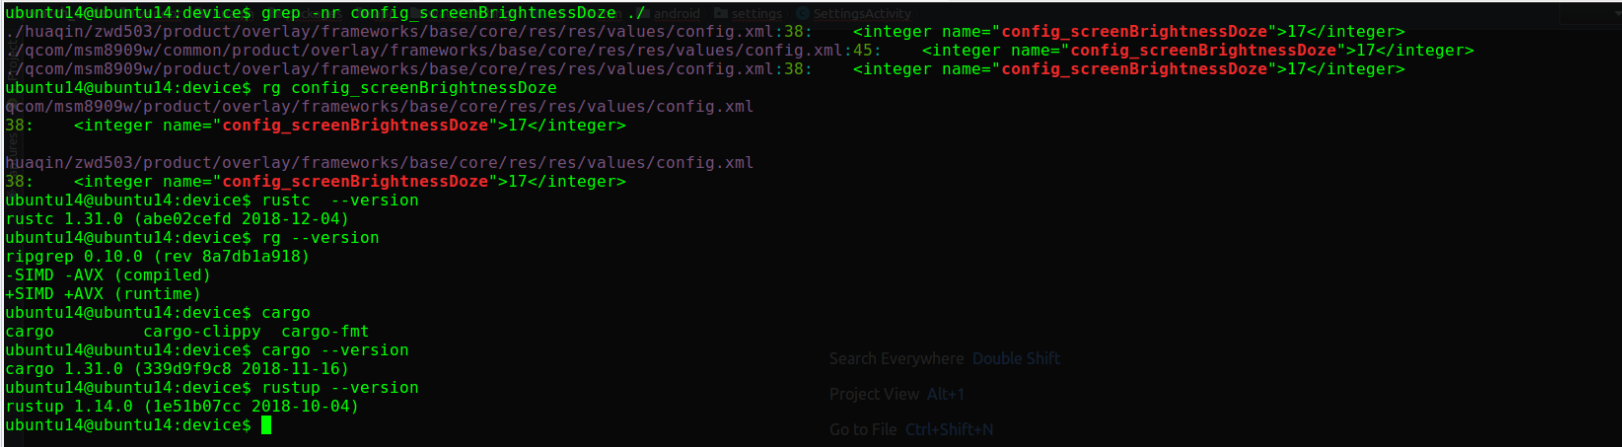 ubuntu14@ubuntu14:device$ grep -nr config_screenBrightnessDoze ./
./huaqin/zwd503/product/overlay/frameworks/base/core/res/res/values/config.xml:38:    <integer name="config_screenBrightnessDoze">17</integer>
./qcom/msm8909w/common/product/overlay/frameworks/base/core/res/res/values/config.xml:45:    <integer name="config_screenBrightnessDoze">17</integer>
./qcom/msm8909w/product/overlay/frameworks/base/core/res/res/values/config.xml:38:    <integer name="config_screenBrightnessDoze">17</integer>
ubuntu14@ubuntu14:device$ rg config_screenBrightnessDoze
qcom/msm8909w/product/overlay/frameworks/base/core/res/res/values/config.xml
38:    <integer name="config_screenBrightnessDoze">17</integer>
huaqin/zwd503/product/overlay/frameworks/base/core/res/res/values/config.xml
38:    <integer name="config_screenBrightnessDoze">17</integer>
ubuntu14@ubuntu14:device$ rustc  --version
rustc 1.31.0 (abe02cefd 2018-12-04)
ubuntu14@ubuntu14:device$ rg --version
ripgrep 0.10.0 (rev 8a7db1a918)
-SIMD -AVX (compiled)
+SIMD +AVX (runtime)
ubuntu14@ubuntu14:device$ cargo
cargo         cargo-clippy  cargo-fmt
ubuntu14@ubuntu14:device$ cargo --version
cargo 1.31.0 (339d9f9c8 2018-11-16)
ubuntu14@ubuntu14:device$ rustup --version
rustup 1.14.0 (1e51b07cc 2018-10-04)
ubuntu14@ubuntu14:device$
android settings SettingsActivity
Search Everywhere Double Shift
Project View Alt+1
Go to File Ctrl+Shift+N